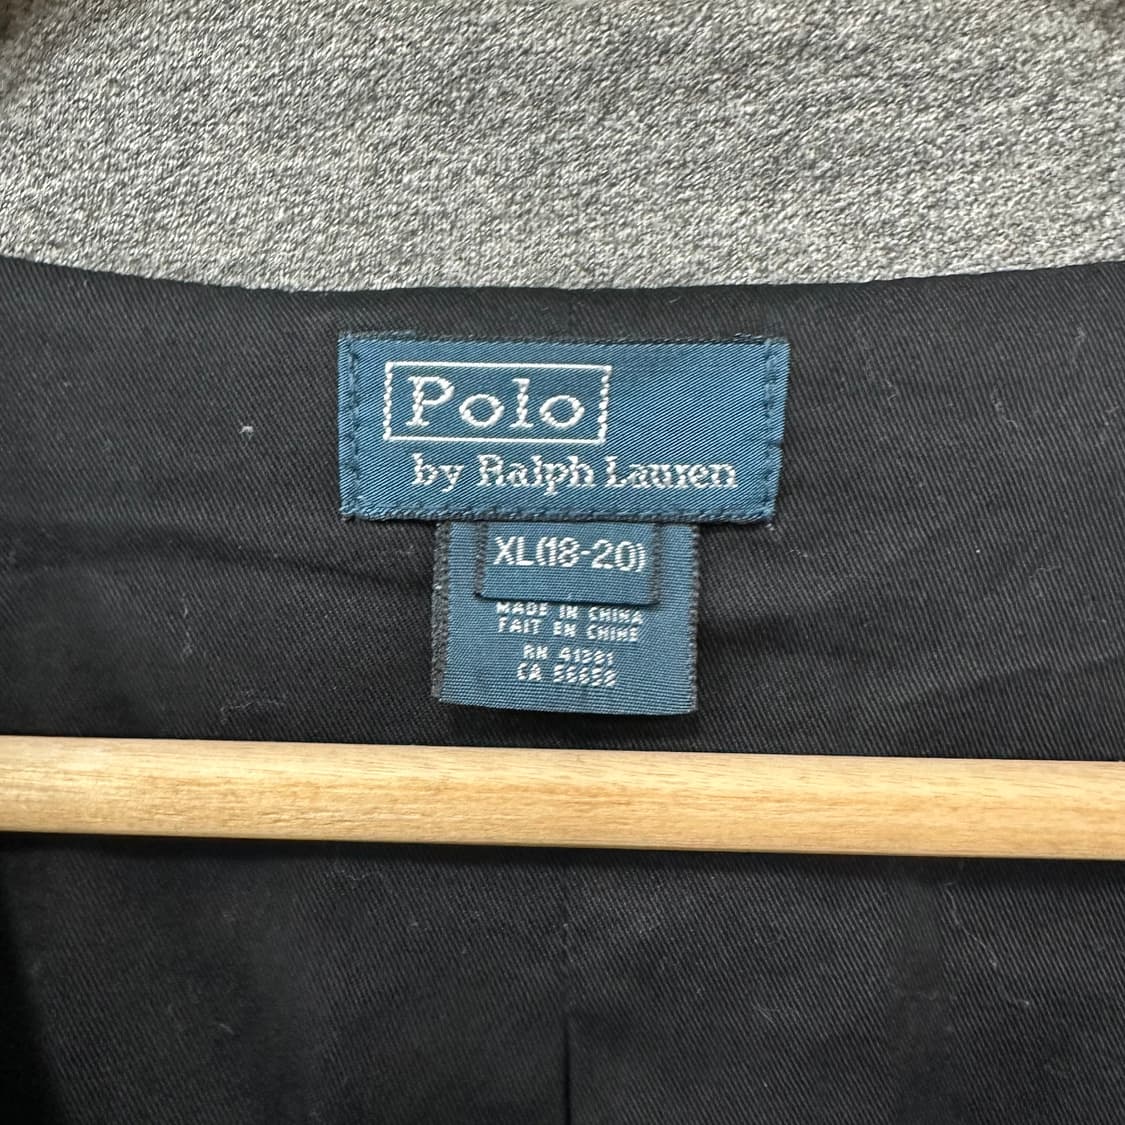 Polo
by Ralph Lauren
XL(18-20)
MADE IN CHINA
FAIT EN CHINE
RN 41381
CA 56658